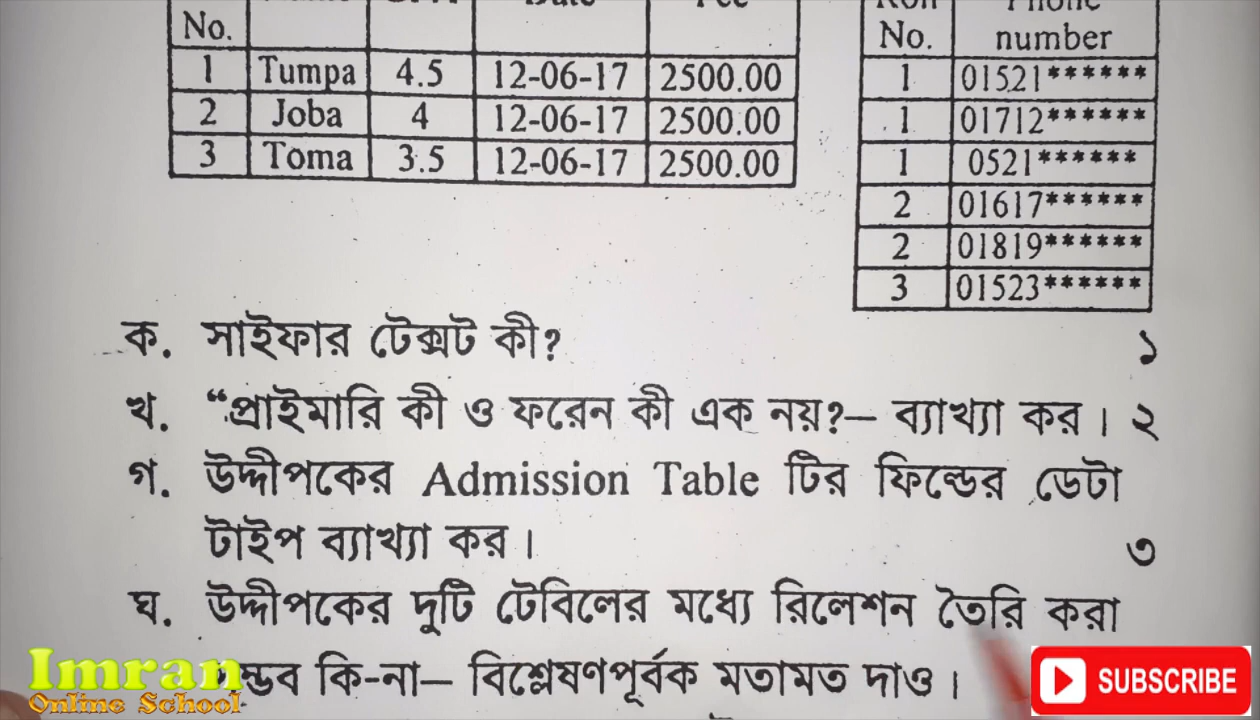 No.
1 Tumpa 4.5 12-06-17 2500.00
2 Joba 4 12-06-17 2500.00
3 Toma 3.5 12-06-17 2500.00
No. number
1 01521******
1 01712******
1 0521******
2 01617******
2 01819******
3 01523******
ক. সাইফার টেক্সট কী? ১
খ. “প্রাইমারি কী ও ফরেন কী এক নয়?– ব্যাখ্যা কর। ২
গ. উদ্দীপকের Admission Table টির ফিল্ডের ডেটা
টাইপ ব্যাখ্যা কর। ৩
ঘ. উদ্দীপকের দুটি টেবিলের মধ্যে রিলেশন তৈরি করা
কি-না– বিশ্লেষণপূর্বক মতামত দাও।
Imran
Online School
SUBSCRIBE